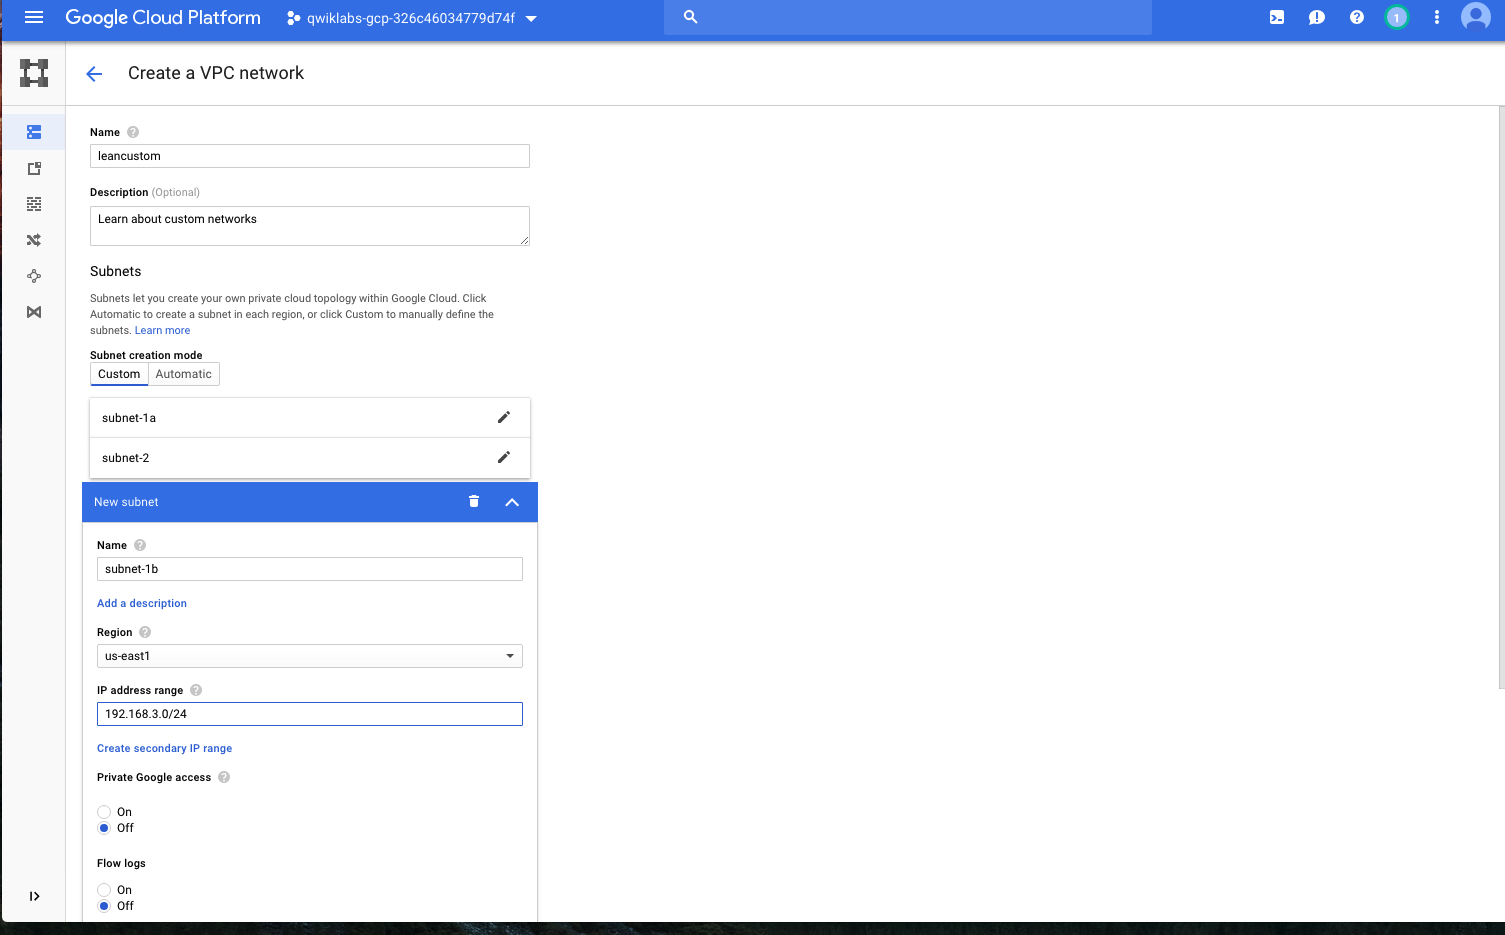 Google Cloud Platform
qwiklabs-gcp-326c46034779d74f
1
Create a VPC network
Name
leancustom
Description (Optional)
Learn about custom networks
Subnets
Subnets let you create your own private cloud topology within Google Cloud. Click
Automatic to create a subnet in each region, or click Custom to manually define the
subnets. Learn more
Subnet creation mode
Custom
Automatic
subnet-1a
subnet-2
New subnet
Name
subnet-1b
Add a description
Region
us-east1
IP address range
192.168.3.0/24
Create secondary IP range
Private Google access
On
Off
Flow logs
On
Off